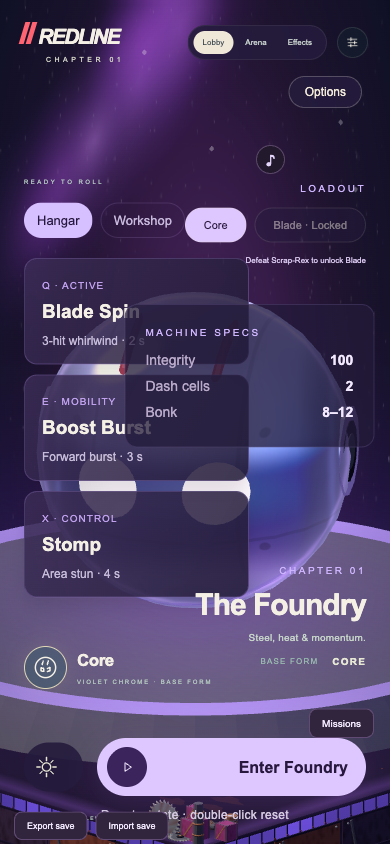 REDLINE
CHAPTER 01
Lobby Arena Effects
Options
READY TO ROLL
LOADOUT
Hangar Workshop Core Blade · Locked
Defeat Scrap-Rex to unlock Blade
Q · ACTIVE
Blade Spin
3-hit whirlwind · 2 s
MACHINE SPECS
Integrity 100
Dash cells 2
Bonk 8–12
E · MOBILITY
Boost Burst
Forward burst · 3 s
X · CONTROL
Stomp
Area stun · 4 s
CHAPTER 01
The Foundry
Steel, heat & momentum.
BASE FORM CORE
Core
VIOLET CHROME · BASE FORM
Missions
Enter Foundry
double-click reset
Export save Import save